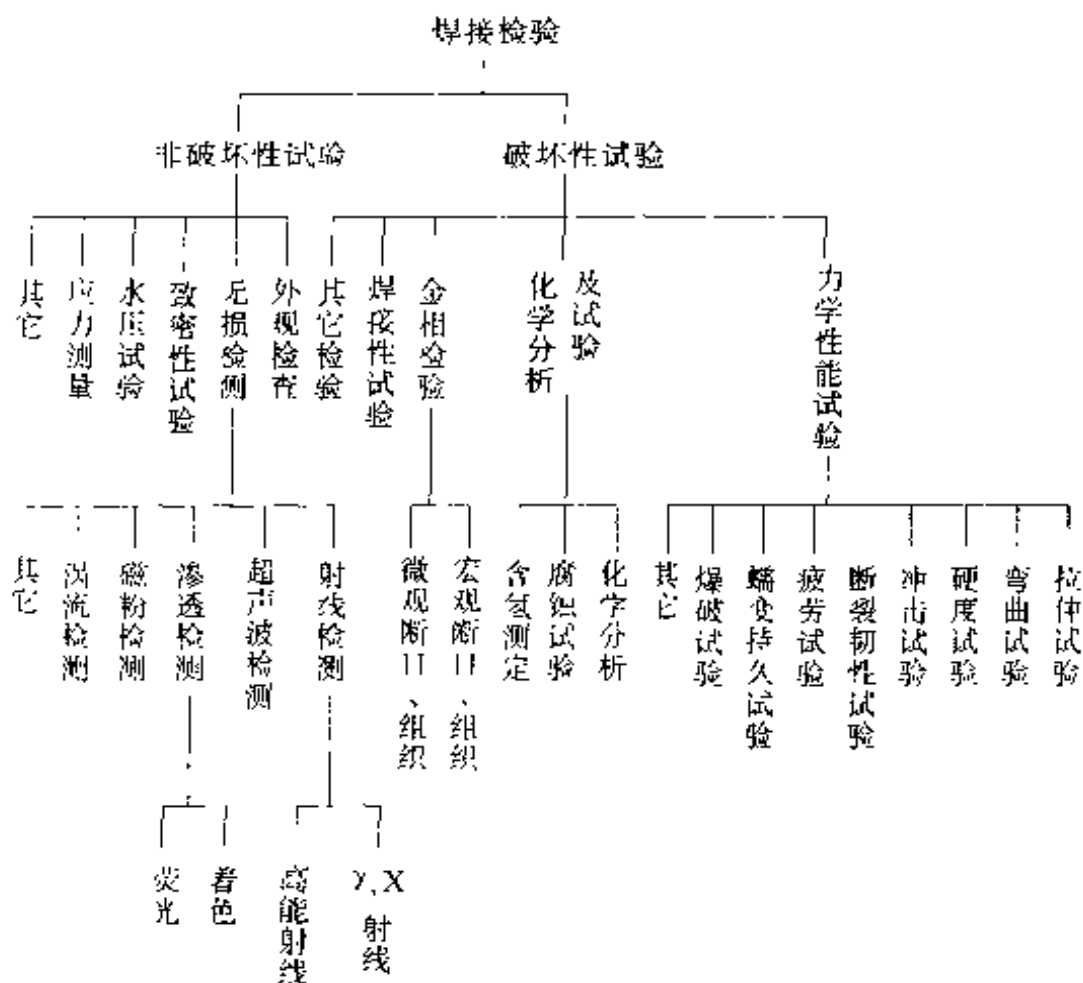 焊接检验
非破坏性试验
破坏性试验
其它
应力测量
水压试验
致密性试验
无损检测
外观检查
其它检验
焊接性试验
金相检验
化学分析
及试验
力学性能试验
其它
涡流检测
磁粉检测
渗透检测
超声波检测
射线检测
微观断口、组织
宏观断口、组织
含氢测定
腐蚀试验
化学分析
其它
爆破试验
蠕变持久试验
疲劳试验
断裂韧性试验
冲击试验
硬度试验
弯曲试验
拉伸试验
荧光
着色
高能射线
γ、X
射线